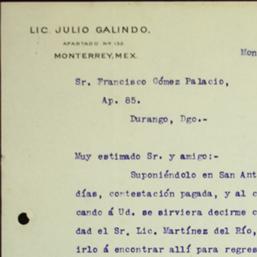 LIC. JULIO GALINDO.
APARTADO Nº 132
MONTERREY, MEX.
Mon
Sr. Francisco Gómez Palacio,
Ap. 85.
Durango, Dgo.-
Muy estimado Sr. y amigo:-
Suponiéndolo en San Ant
días, contestación pagada, y al c
cando á Ud. se sirviera decirme c
dad el Sr. Lic. Martínez del Río,
irlo á encontrar allí para regres